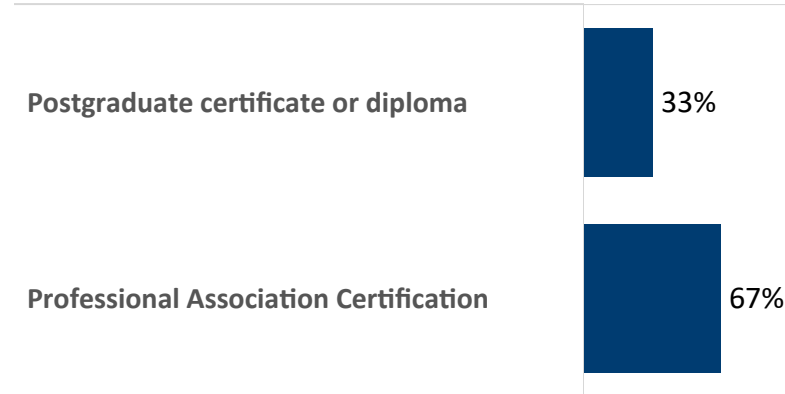 Postgraduate certificate or diploma 33%
Professional Association Certification 67%